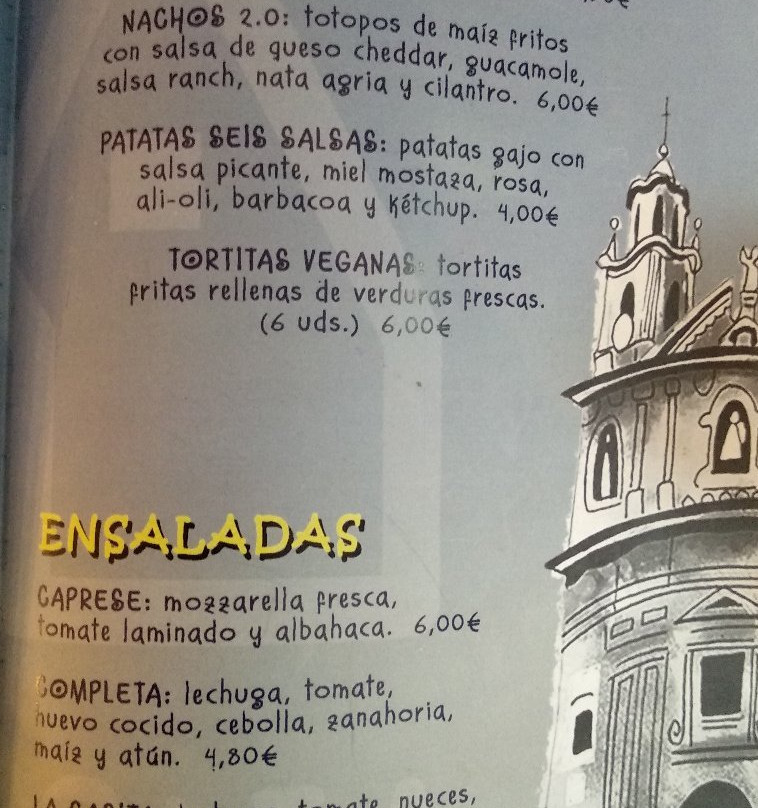 NACHOS 2.0: totopos de maíz fritos
con salsa de queso cheddar, guacamole,
salsa ranch, nata agria y cilantro. 6,00€
PATATAS SEIS SALSAS: patatas gajo con
salsa picante, miel mostaza, rosa,
ali-oli, barbacoa y kétchup. 4,00€
TORTITAS VEGANAS: tortitas
fritas rellenas de verduras frescas.
(6 uds.) 6,00€
ENSALADAS
CAPRESE: mozzarella fresca,
tomate laminado y albahaca. 6,00€
COMPLETA: lechuga, tomate,
huevo cocido, cebolla, zanahoria,
maíz y atún. 4,80€
tomate nueces,